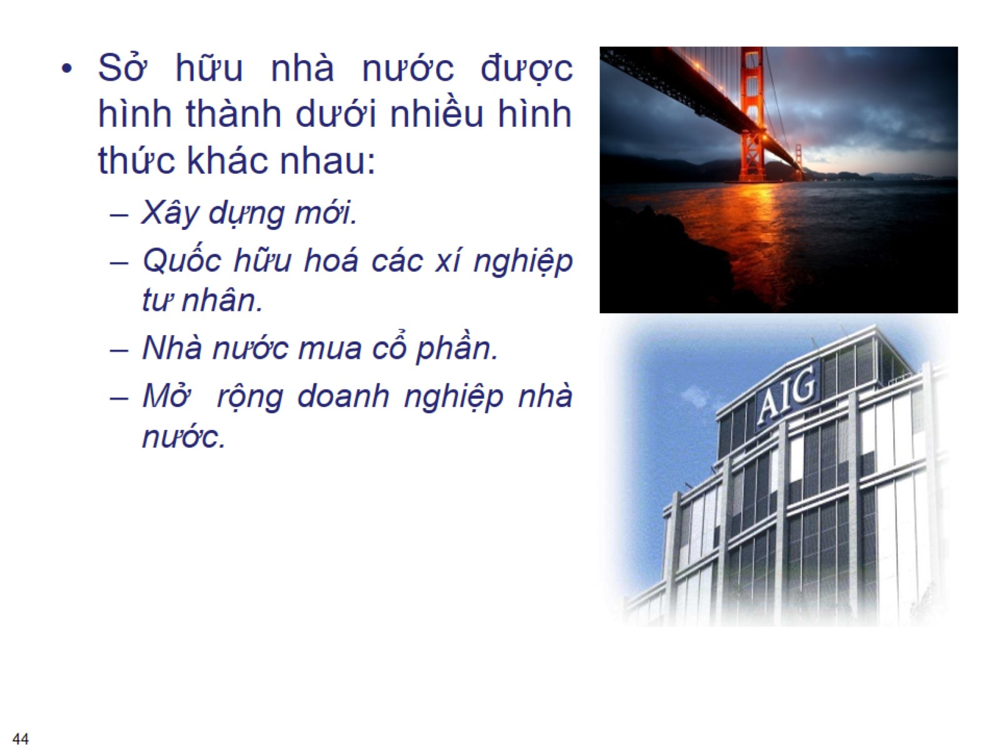 • Sở hữu nhà nước được
hình thành dưới nhiều hình
thức khác nhau:
– Xây dựng mới.
– Quốc hữu hoá các xí nghiệp
tư nhân.
– Nhà nước mua cổ phần.
– Mở rộng doanh nghiệp nhà
nước.
AIG
44